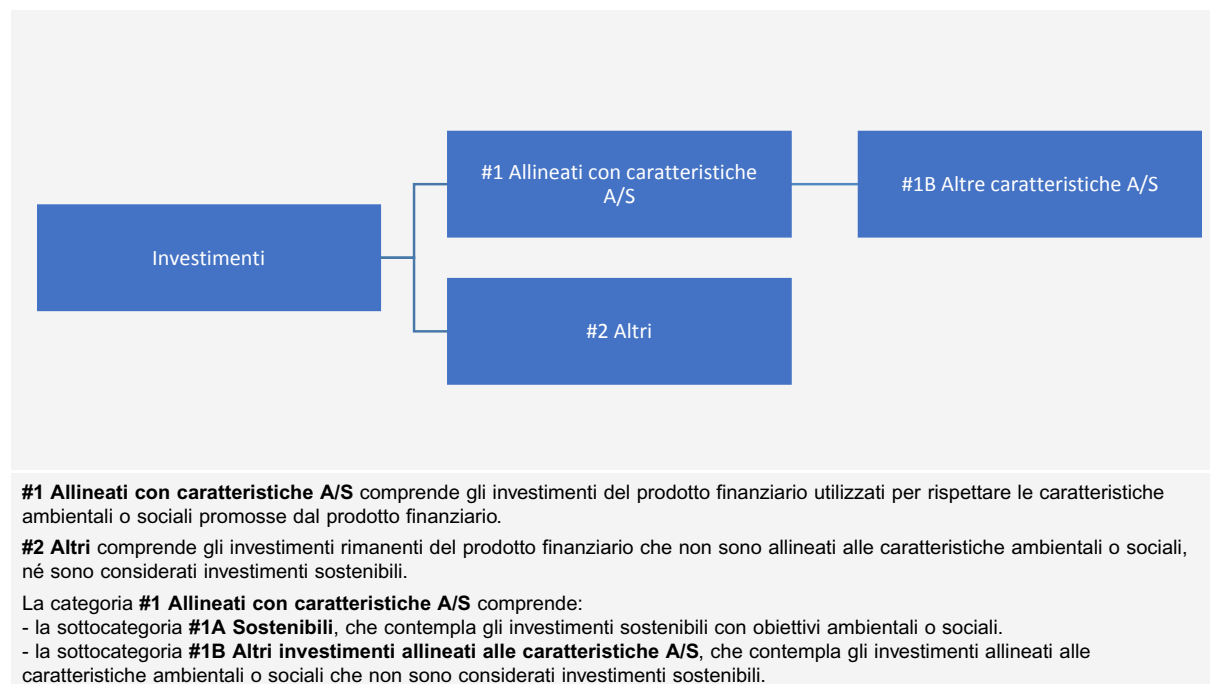 #1 Allineati con caratteristiche
A/S
#1B Altre caratteristiche A/S
Investimenti
#2 Altri
#1 Allineati con caratteristiche A/S comprende gli investimenti del prodotto finanziario utilizzati per rispettare le caratteristiche
ambientali o sociali promosse dal prodotto finanziario.
#2 Altri comprende gli investimenti rimanenti del prodotto finanziario che non sono allineati alle caratteristiche ambientali o sociali,
né sono considerati investimenti sostenibili.
La categoria #1 Allineati con caratteristiche A/S comprende:
- la sottocategoria #1A Sostenibili, che contempla gli investimenti sostenibili con obiettivi ambientali o sociali.
- la sottocategoria #1B Altri investimenti allineati alle caratteristiche A/S, che contempla gli investimenti allineati alle
caratteristiche ambientali o sociali che non sono considerati investimenti sostenibili.